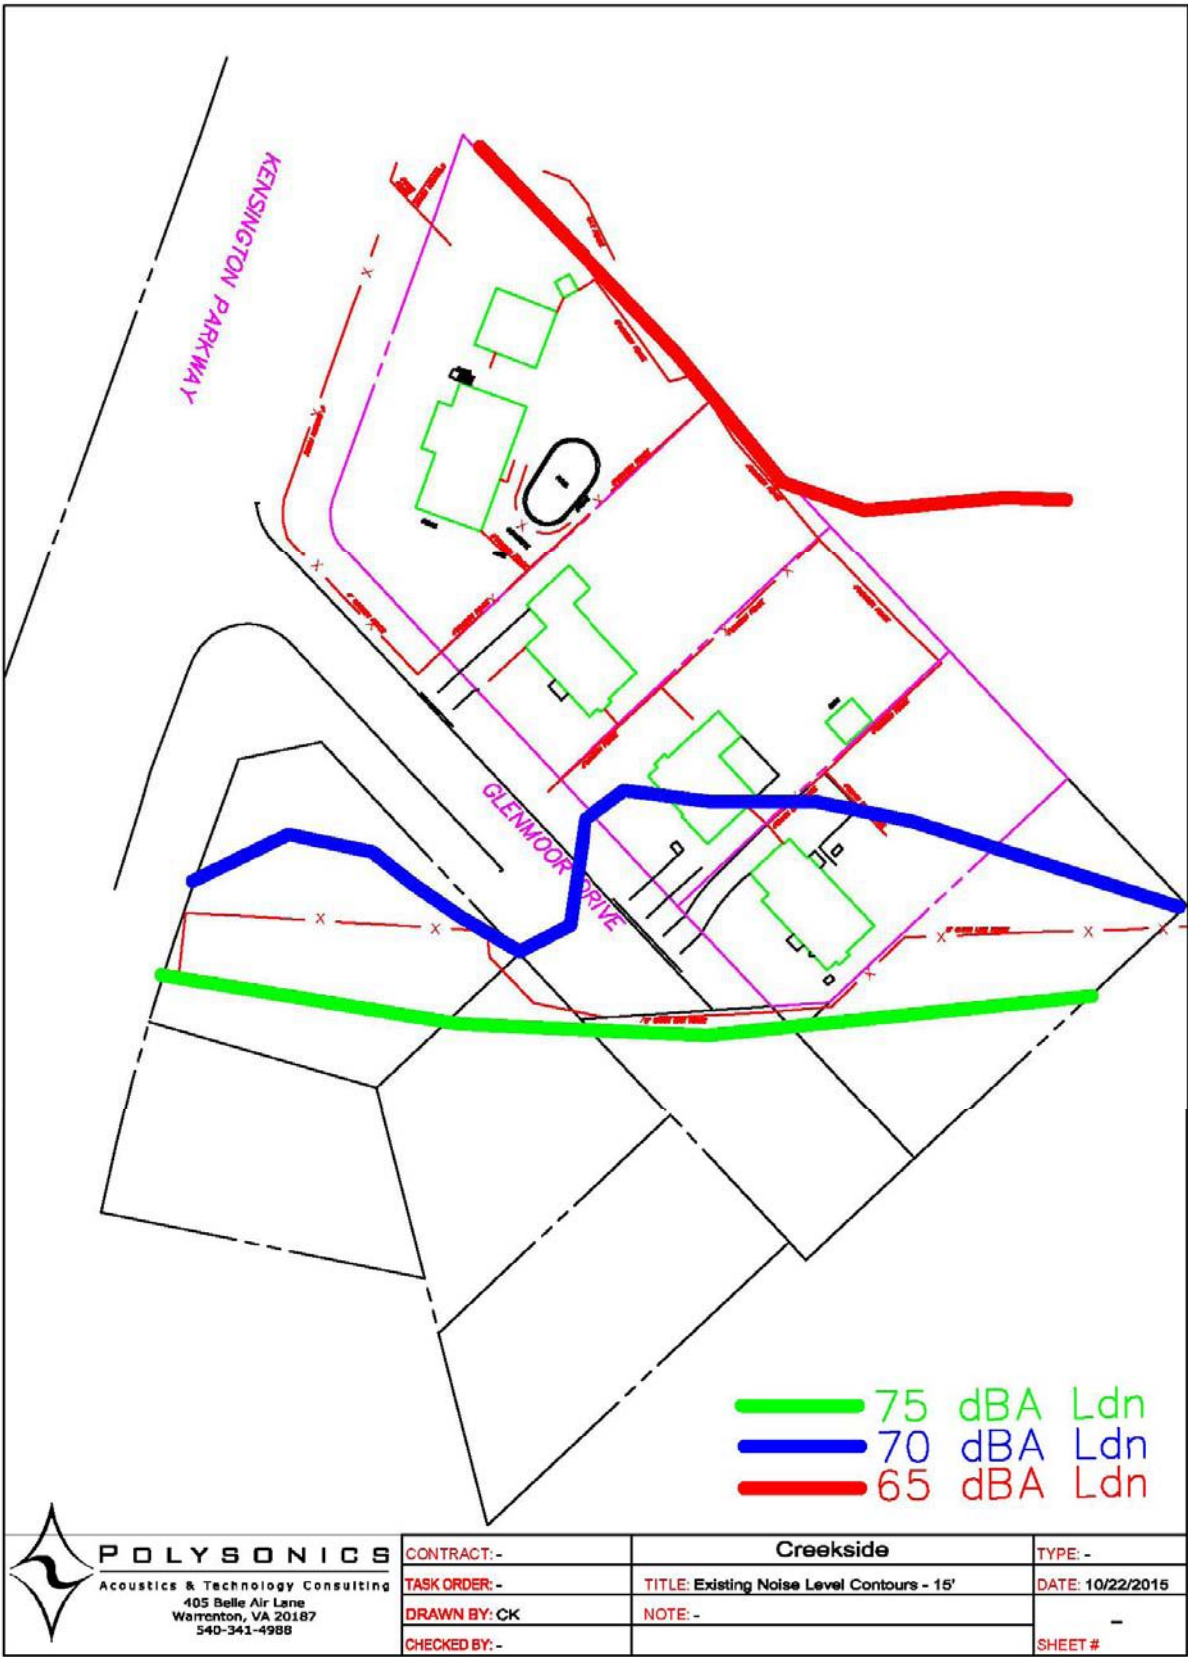 KENSINGTON PARKWAY
GLENMOOR DRIVE
75 dBA Ldn
70 dBA Ldn
65 dBA Ldn
POLYSONICS
Acoustics & Technology Consulting
405 Belle Air Lane
Warrenton, VA 20187
540-341-4988
CONTRACT: -
TASK ORDER: -
DRAWN BY: CK
CHECKED BY: -
Creekside
TITLE: Existing Noise Level Contours - 15'
NOTE: -
TYPE: -
DATE: 10/22/2015
-
SHEET #